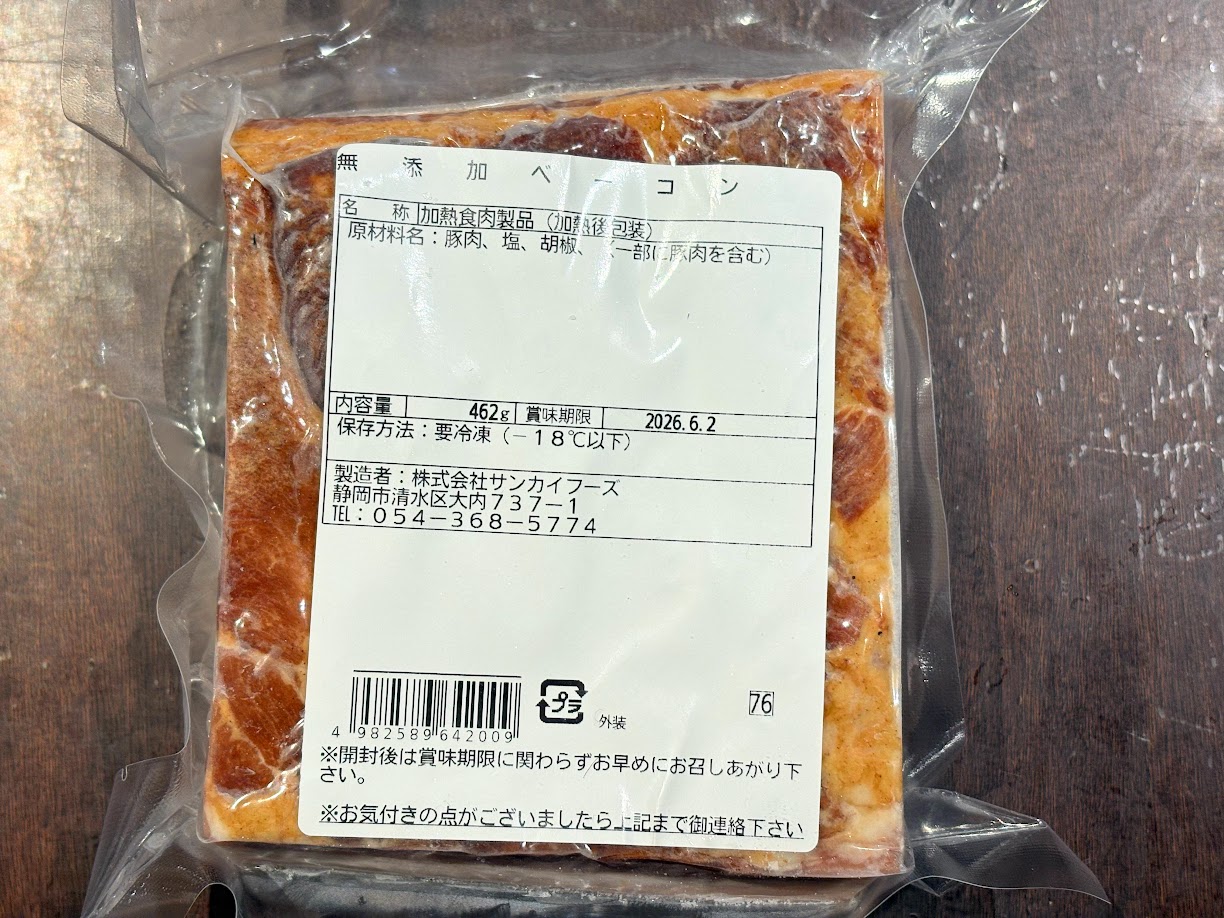 無添加ベーコン
名称 加熱食肉製品（加熱後包装）
原材料名：豚肉、塩、胡椒、（一部に豚肉を含む）
内容量 462g 賞味期限 2026.6.2
保存方法：要冷凍（－１８℃以下）
製造者：株式会社サンカイフーズ
静岡市清水区大内７３７－１
TEL：０５４－３６８－５７７４
4 982589 642009
プラ 外装
76
※開封後は賞味期限に関わらずお早めにお召しあがり下
さい。
※お気付きの点がございましたら上記まで御連絡下さい